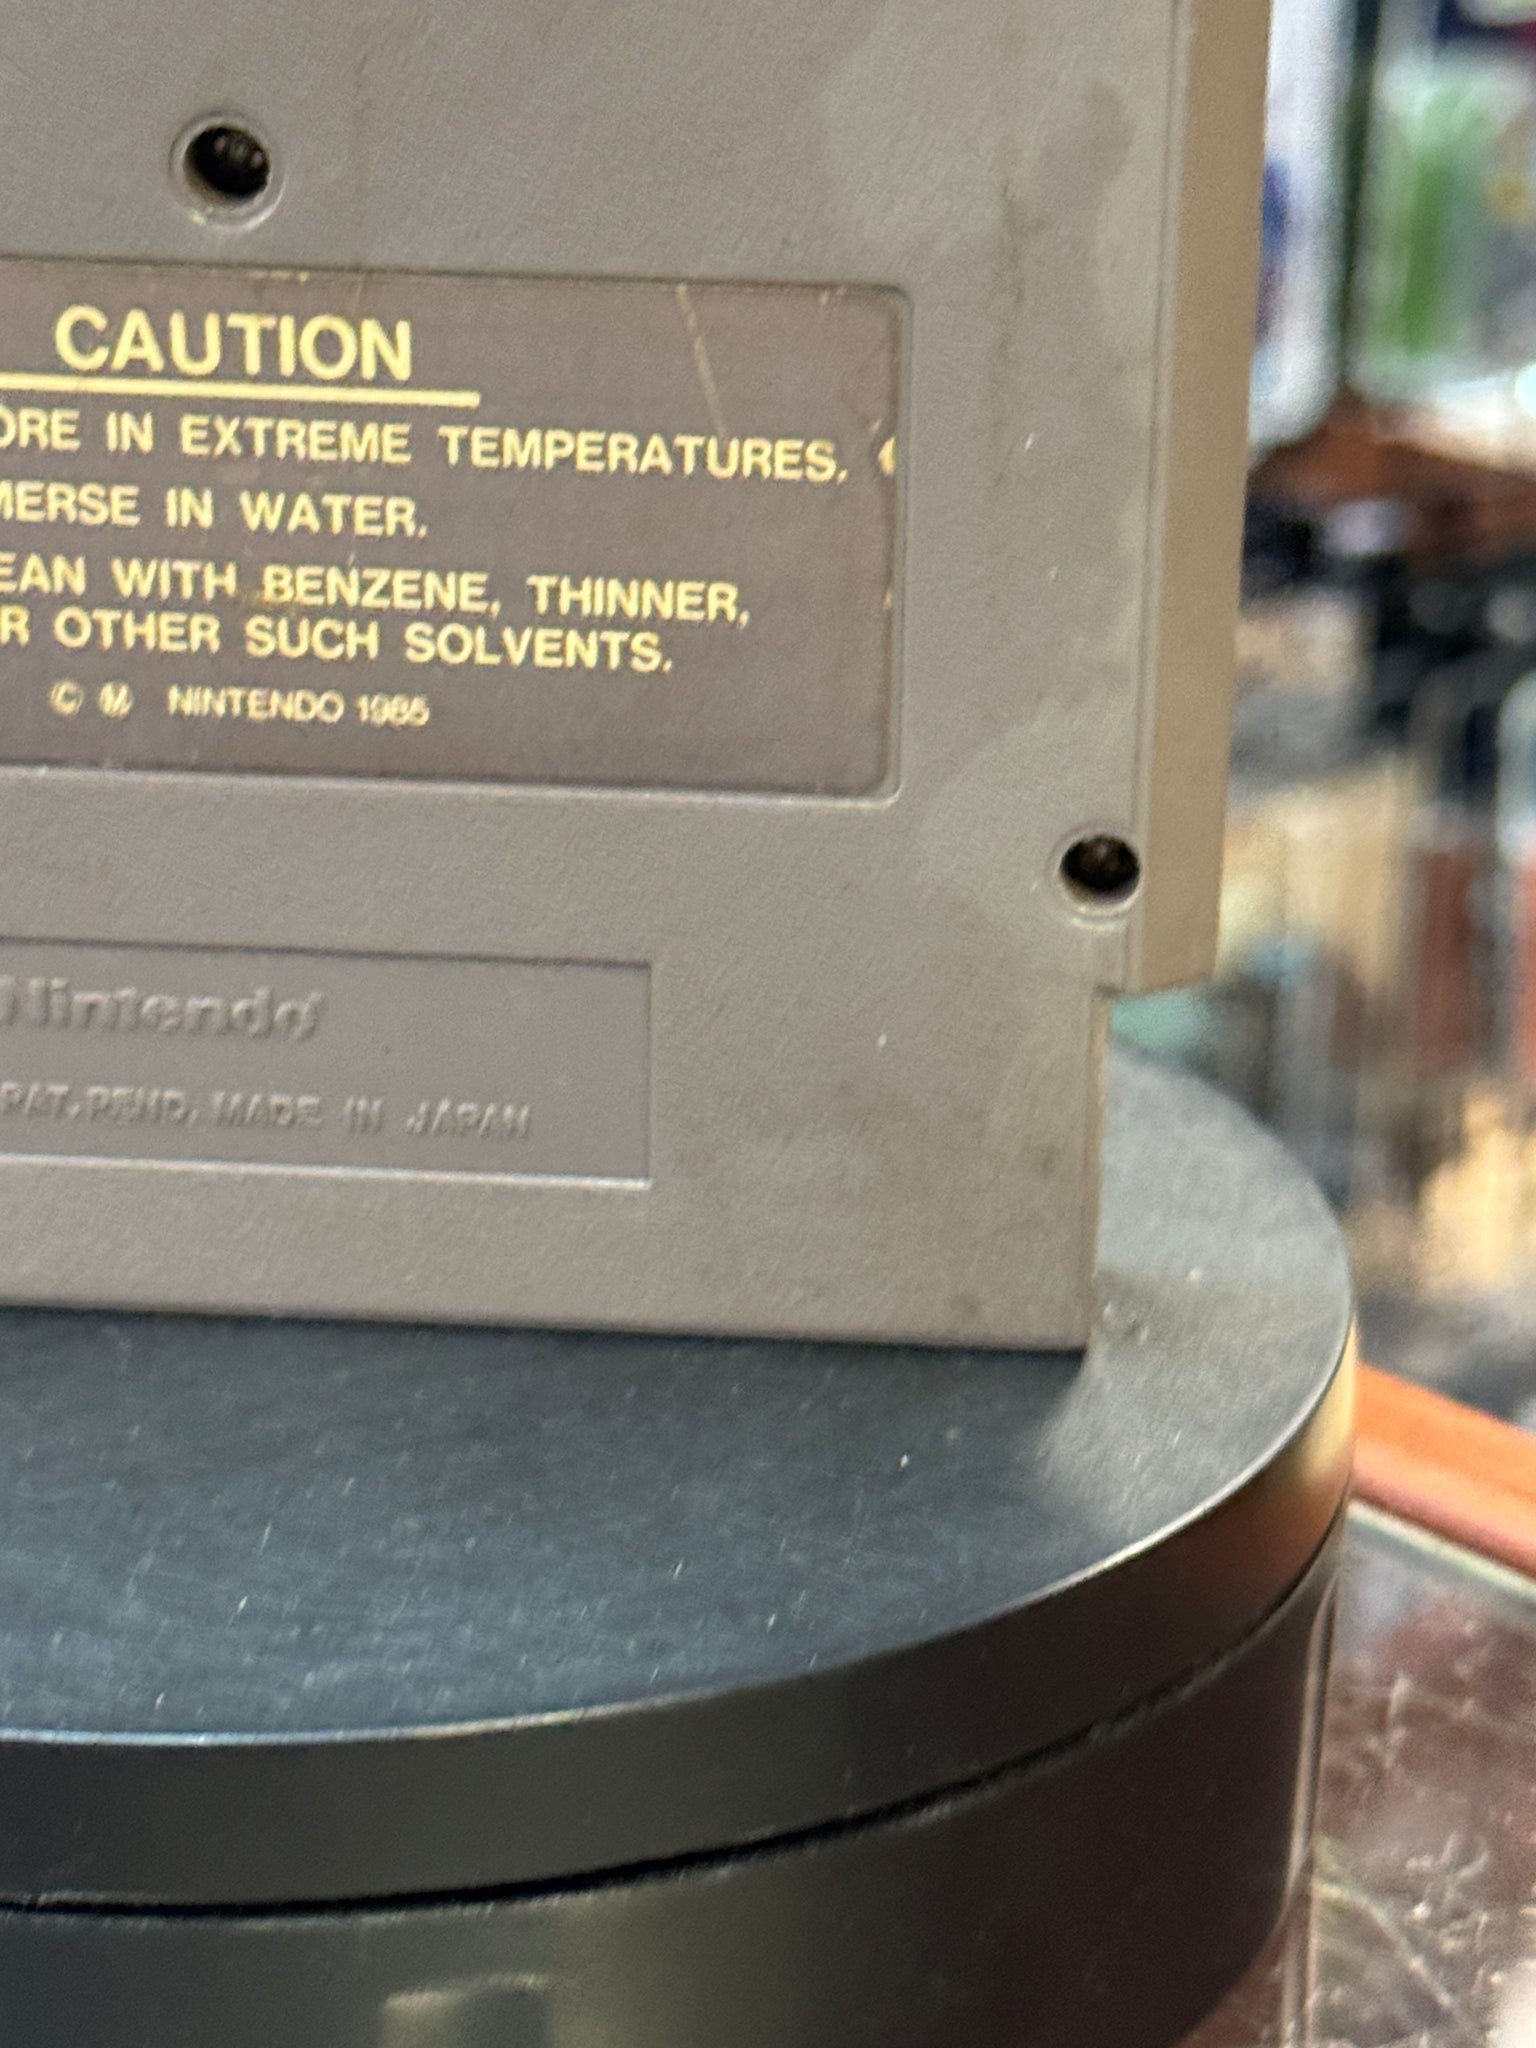 CAUTION
ORE IN EXTREME TEMPERATURES.
MERSE IN WATER.
EAN WITH BENZENE, THINNER,
R OTHER SUCH SOLVENTS.
© Ⓜ NINTENDO 1985
Nintendo
PAT. PEND. MADE IN JAPAN